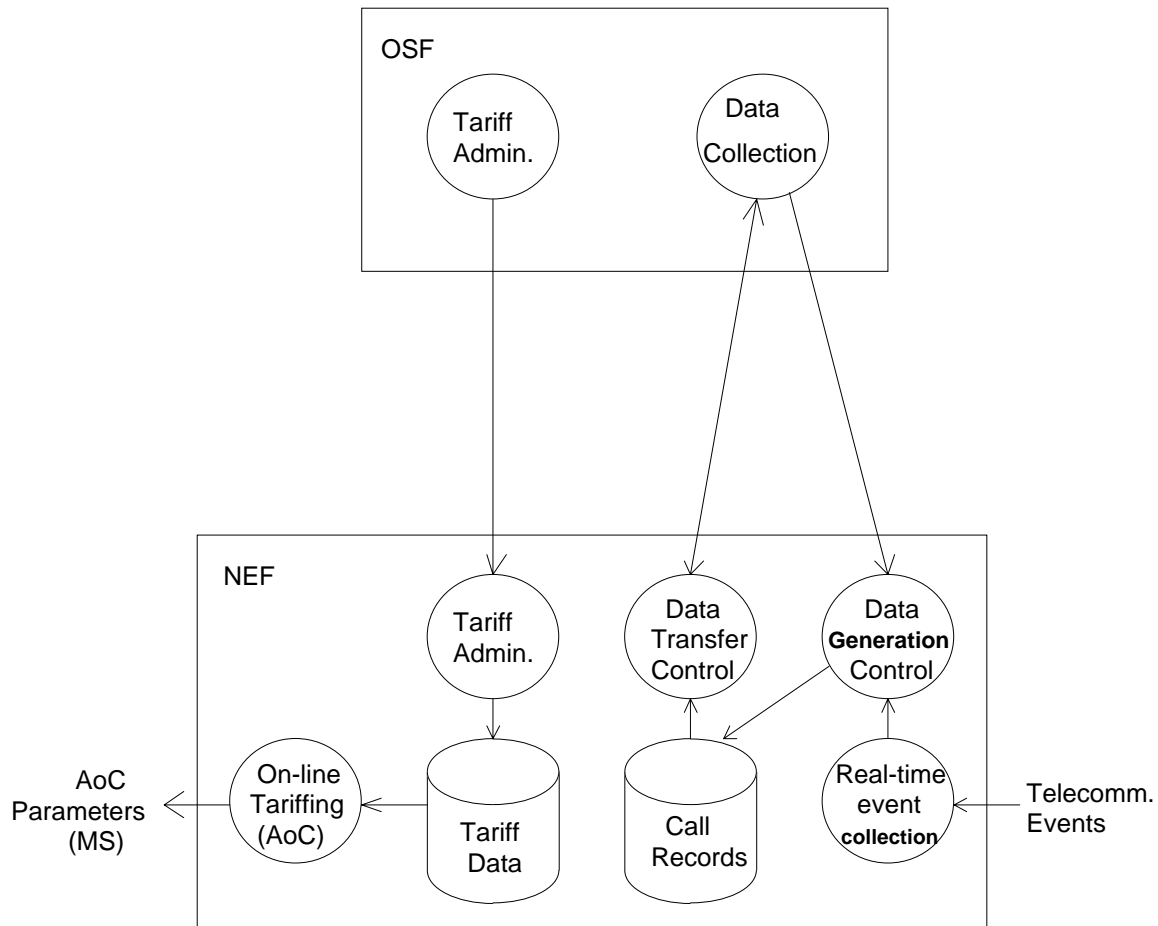 OSF
Tariff
Admin.
Data
Collection
NEF
Tariff
Admin.
Data
Transfer
Control
Data
Generation
Control
AoC
Parameters
(MS)
On-line
Tariffing
(AoC)
Tariff
Data
Call
Records
Real-time
event
collection
Telecomm.
Events